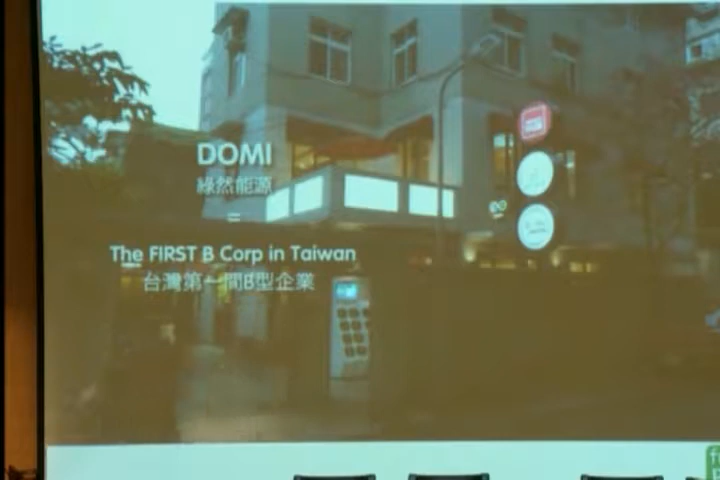 DOMI
綠然能源
=
The FIRST B Corp in Taiwan
台灣第一間B型企業